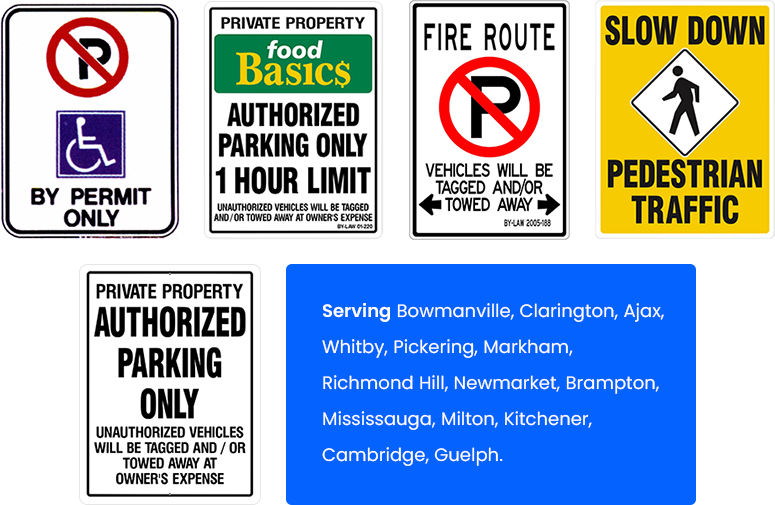 P
BY PERMIT
ONLY
PRIVATE PROPERTY
food
Basic$
AUTHORIZED
PARKING ONLY
1 HOUR LIMIT
UNAUTHORIZED VEHICLES WILL BE TAGGED
AND/OR TOWED AWAY AT OWNER'S EXPENSE
BY-LAW 01-220
FIRE ROUTE
P
VEHICLES WILL BE
TAGGED AND/OR
TOWED AWAY
BY-LAW 2005-188
SLOW DOWN
PEDESTRIAN
TRAFFIC
PRIVATE PROPERTY
AUTHORIZED
PARKING
ONLY
UNAUTHORIZED VEHICLES
WILL BE TAGGED AND / OR
TOWED AWAY AT
OWNER'S EXPENSE
Serving Bowmanville, Clarington, Ajax,
Whitby, Pickering, Markham,
Richmond Hill, Newmarket, Brampton,
Mississauga, Milton, Kitchener,
Cambridge, Guelph.